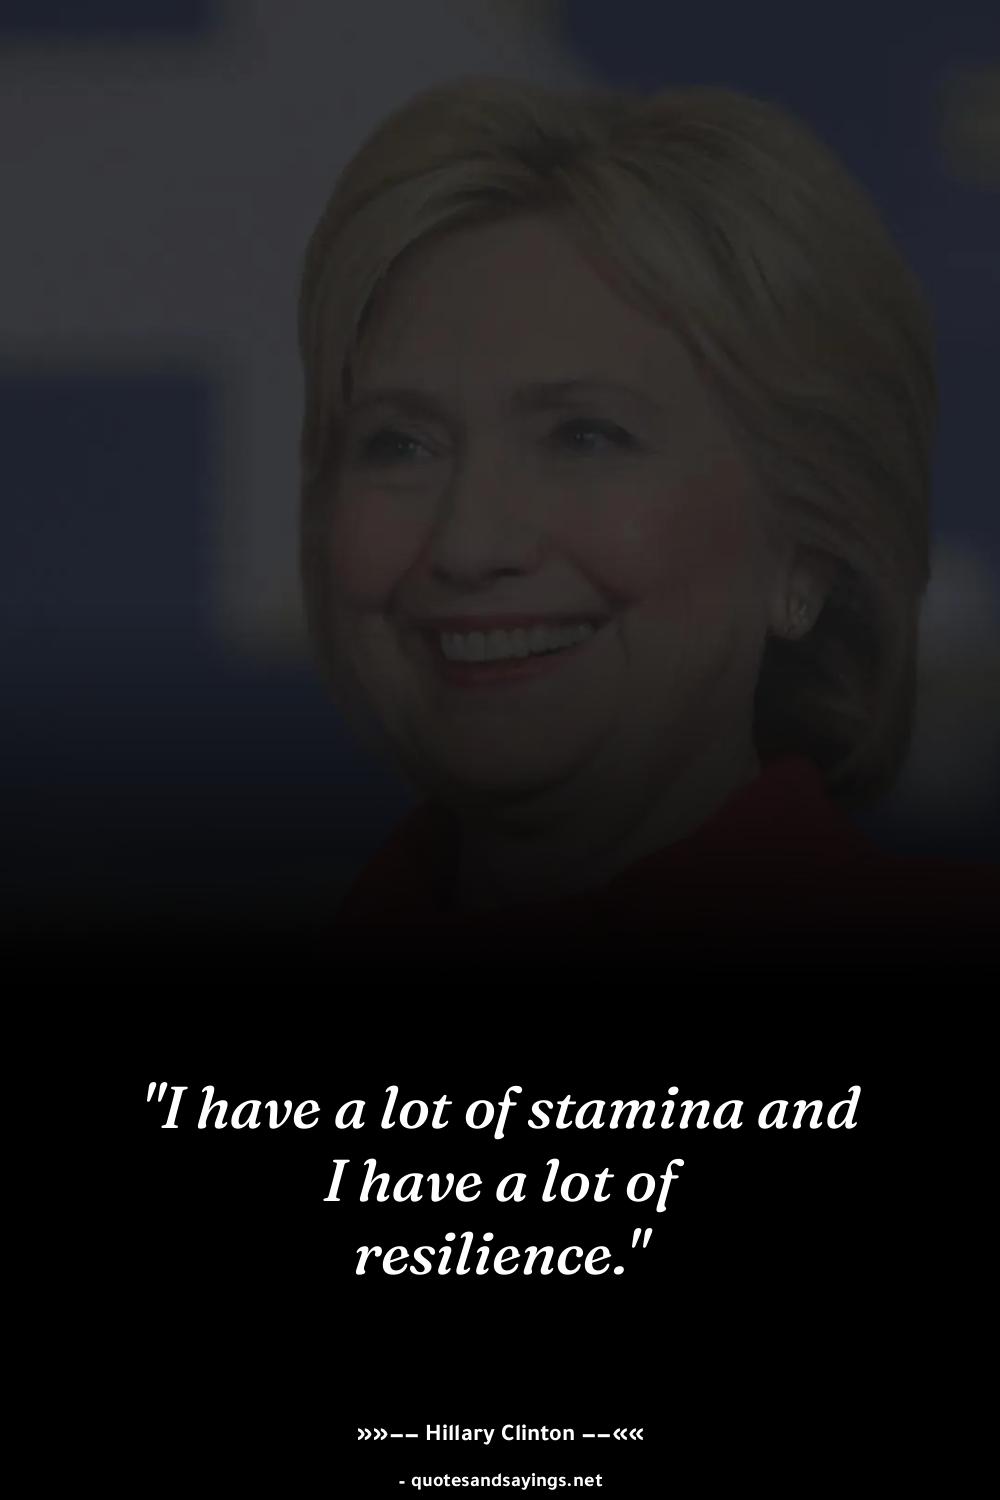 "I have a lot of stamina and
I have a lot of
resilience."
»»−− Hillary Clinton −−««
- quotesandsayings.net